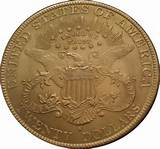 UNITED STATES OF AMERICA
TWENTY DOLLARS